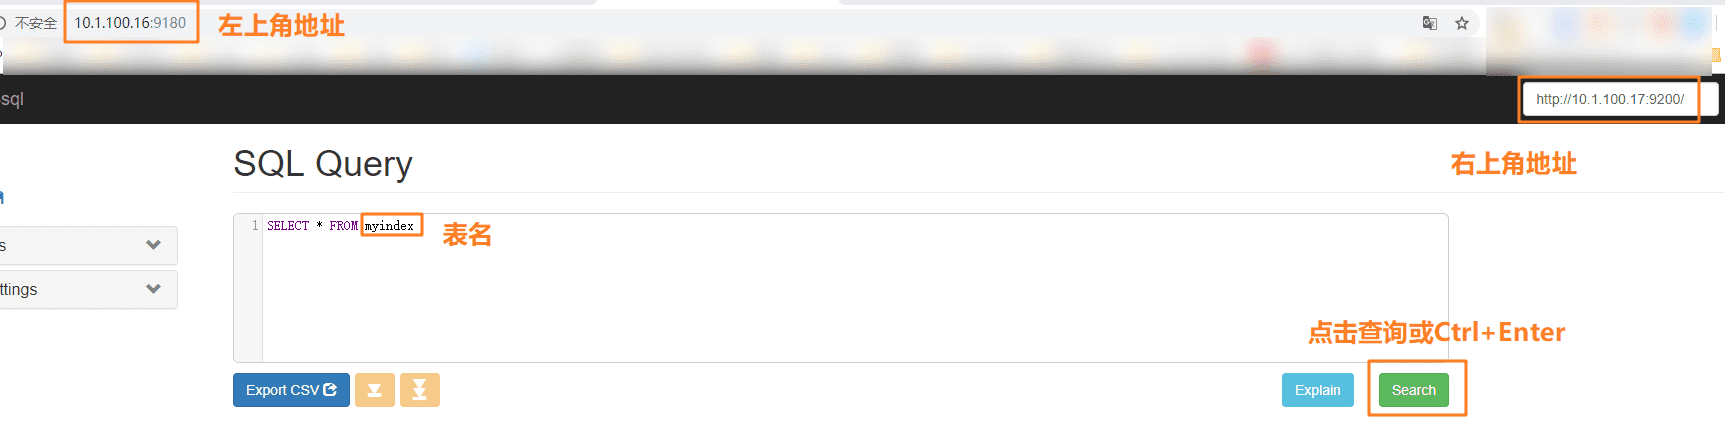 不安全 10.1.100.16:9180 左上角地址
sql http://10.1.100.17:9200/
SQL Query
右上角地址
1 SELECT * FROM myindex 表名
s
ttings
点击查询或Ctrl+Enter
Export CSV Explain Search